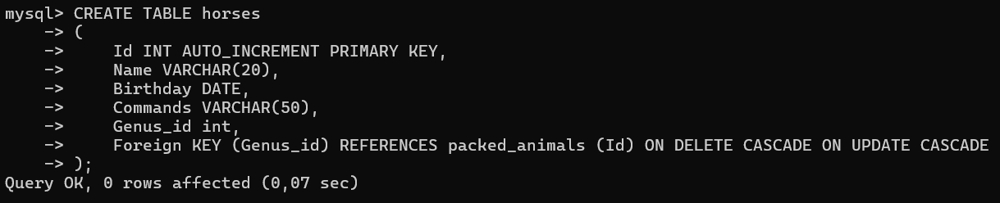 mysql> CREATE TABLE horses
    -> (
    ->     Id INT AUTO_INCREMENT PRIMARY KEY,
    ->     Name VARCHAR(20),
    ->     Birthday DATE,
    ->     Commands VARCHAR(50),
    ->     Genus_id int,
    ->     Foreign KEY (Genus_id) REFERENCES packed_animals (Id) ON DELETE CASCADE ON UPDATE CASCADE
    -> );
Query OK, 0 rows affected (0,07 sec)